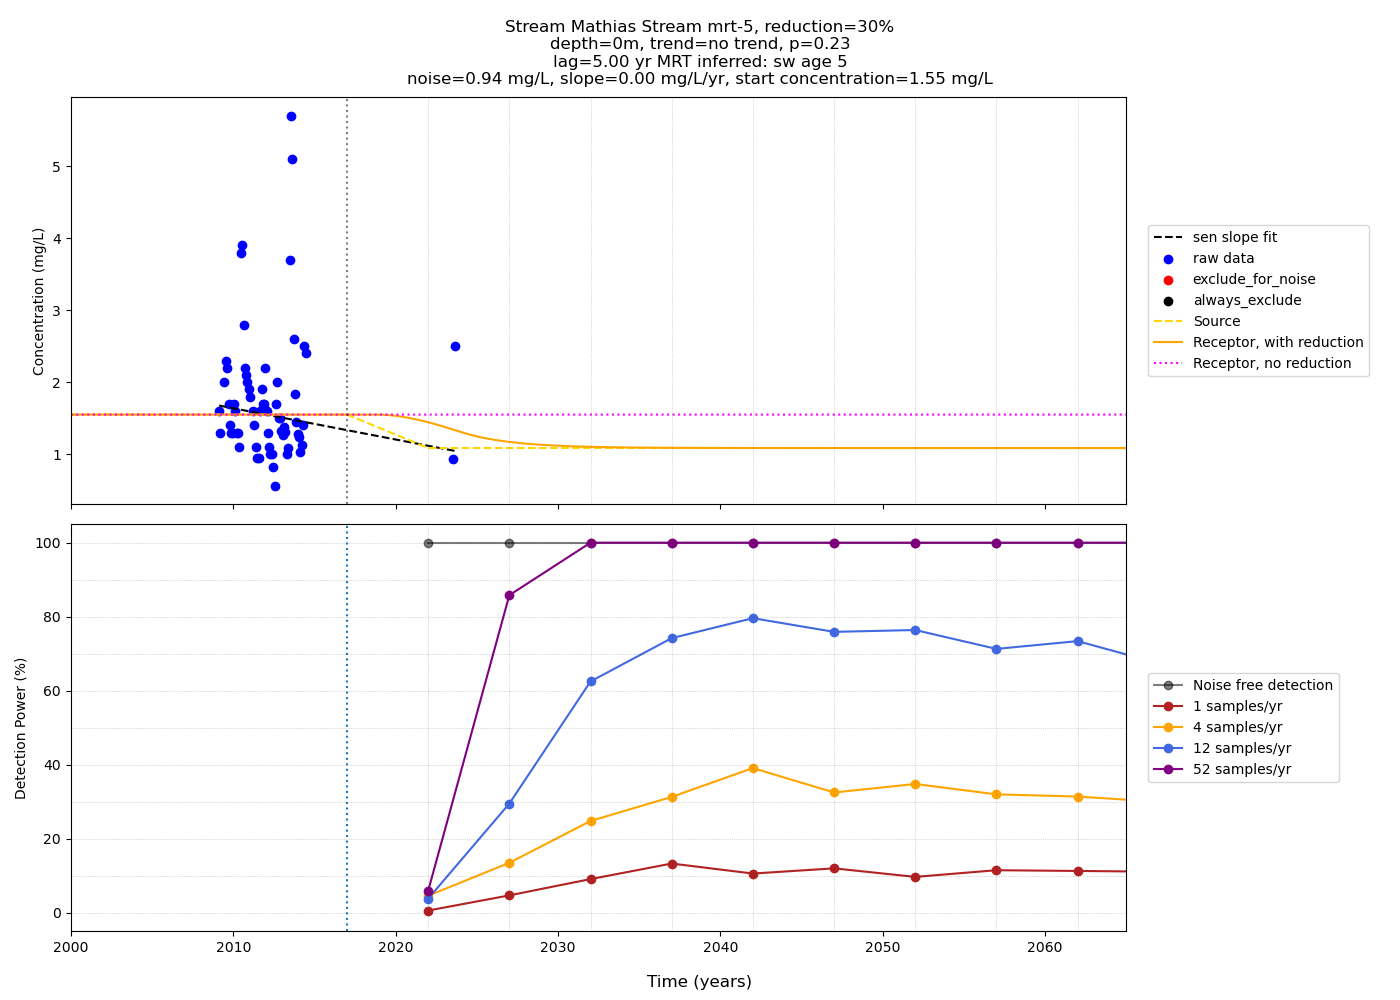 Stream Mathias Stream mrt-5, reduction=30%
depth=0m, trend=no trend, p=0.23
lag=5.00 yr MRT inferred: sw age 5
noise=0.94 mg/L, slope=0.00 mg/L/yr, start concentration=1.55 mg/L
Concentration (mg/L)
5
4
3
2
1
sen slope fit
raw data
exclude_for_noise
always_exclude
Source
Receptor, with reduction
Receptor, no reduction
Detection Power (%)
100
80
60
40
20
0
2000 2010 2020 2030 2040 2050 2060
Time (years)
Noise free detection
1 samples/yr
4 samples/yr
12 samples/yr
52 samples/yr